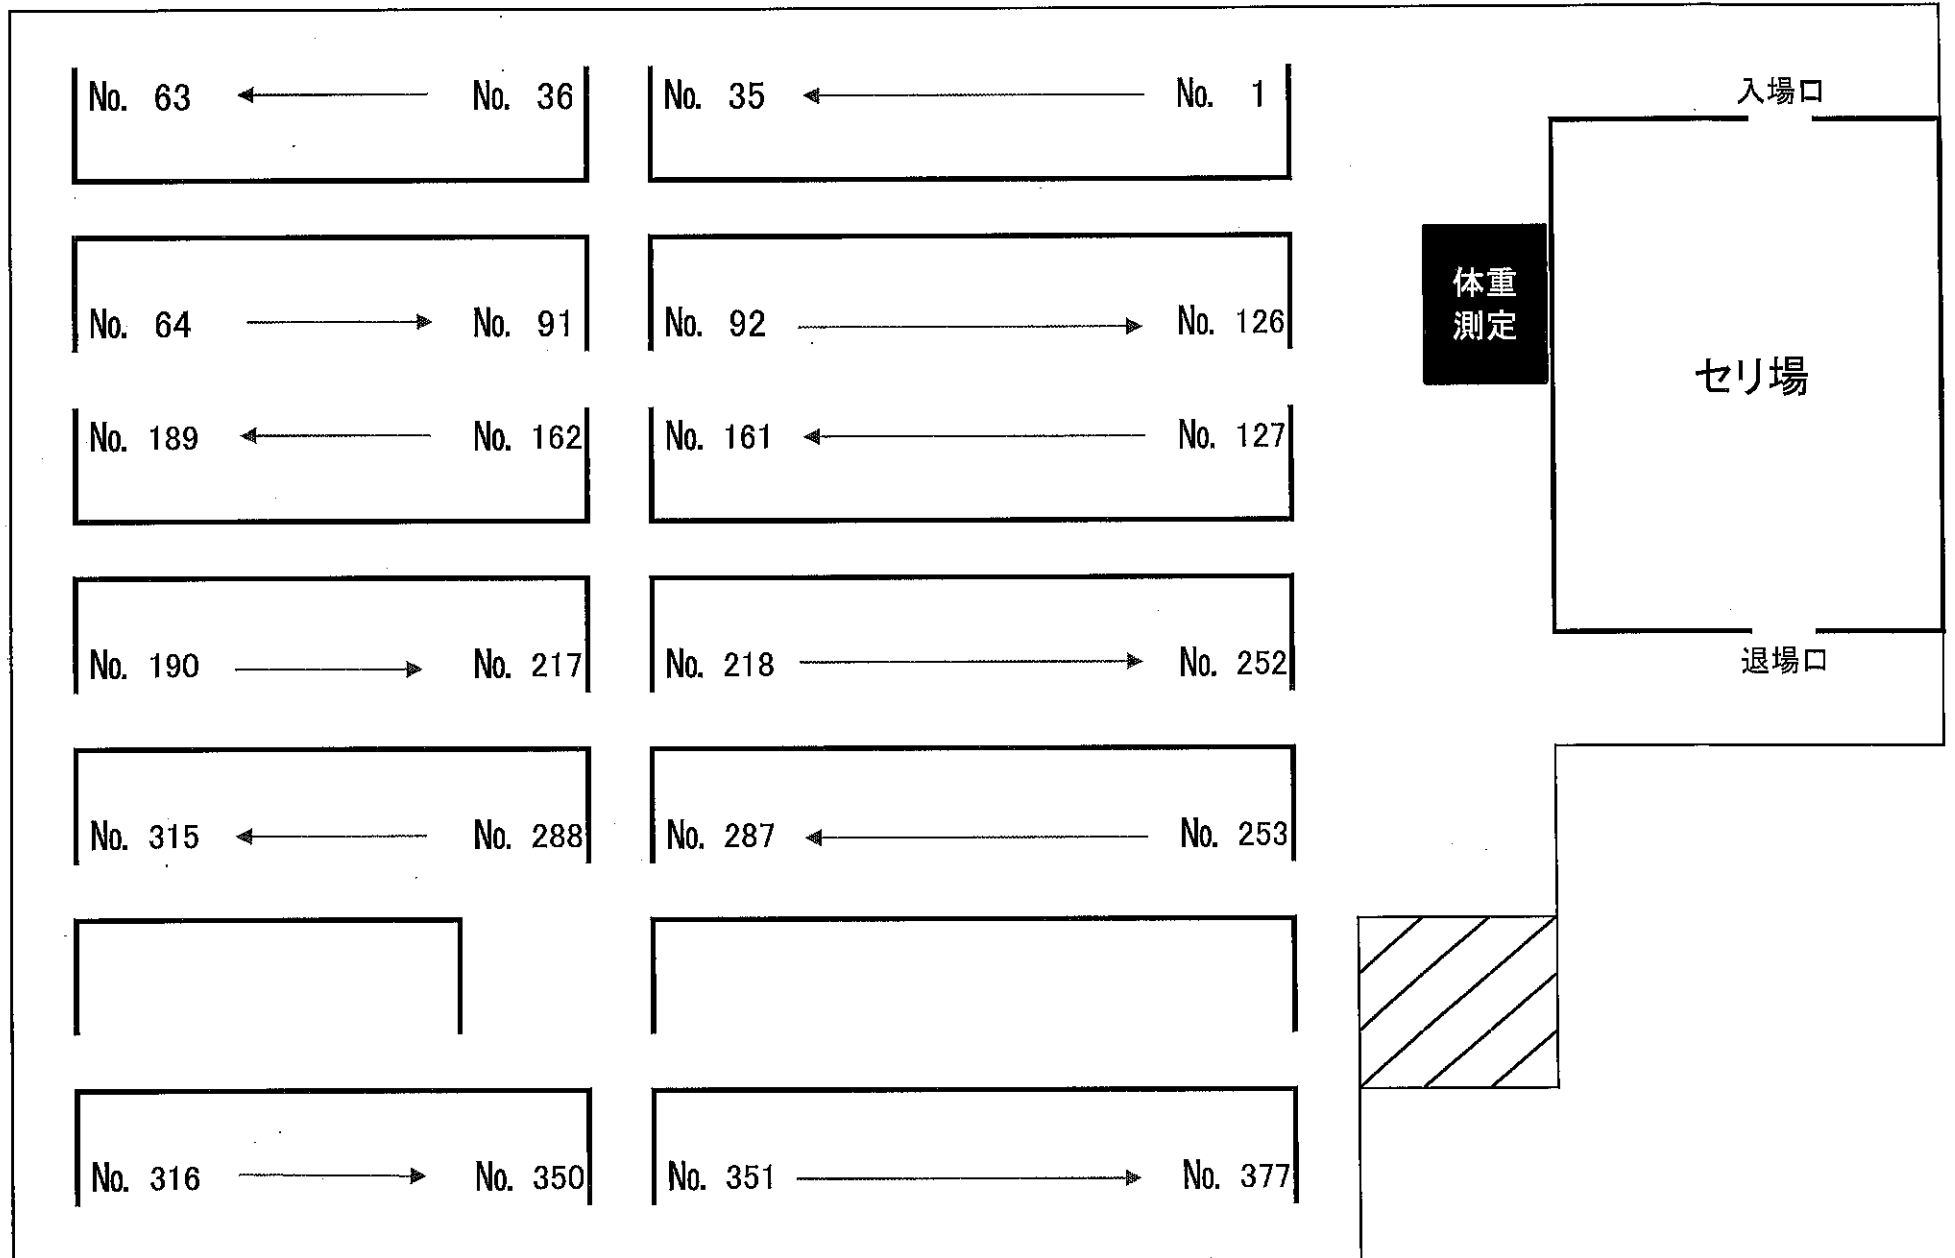 No. 63 ← No. 36 No. 35 ← No. 1
入場口
No. 64 → No. 91 No. 92 → No. 126
体重
測定
セリ場
No. 189 ← No. 162 No. 161 ← No. 127
No. 190 → No. 217 No. 218 → No. 252
退場口
No. 315 ← No. 288 No. 287 ← No. 253
No. 316 → No. 350 No. 351 → No. 377